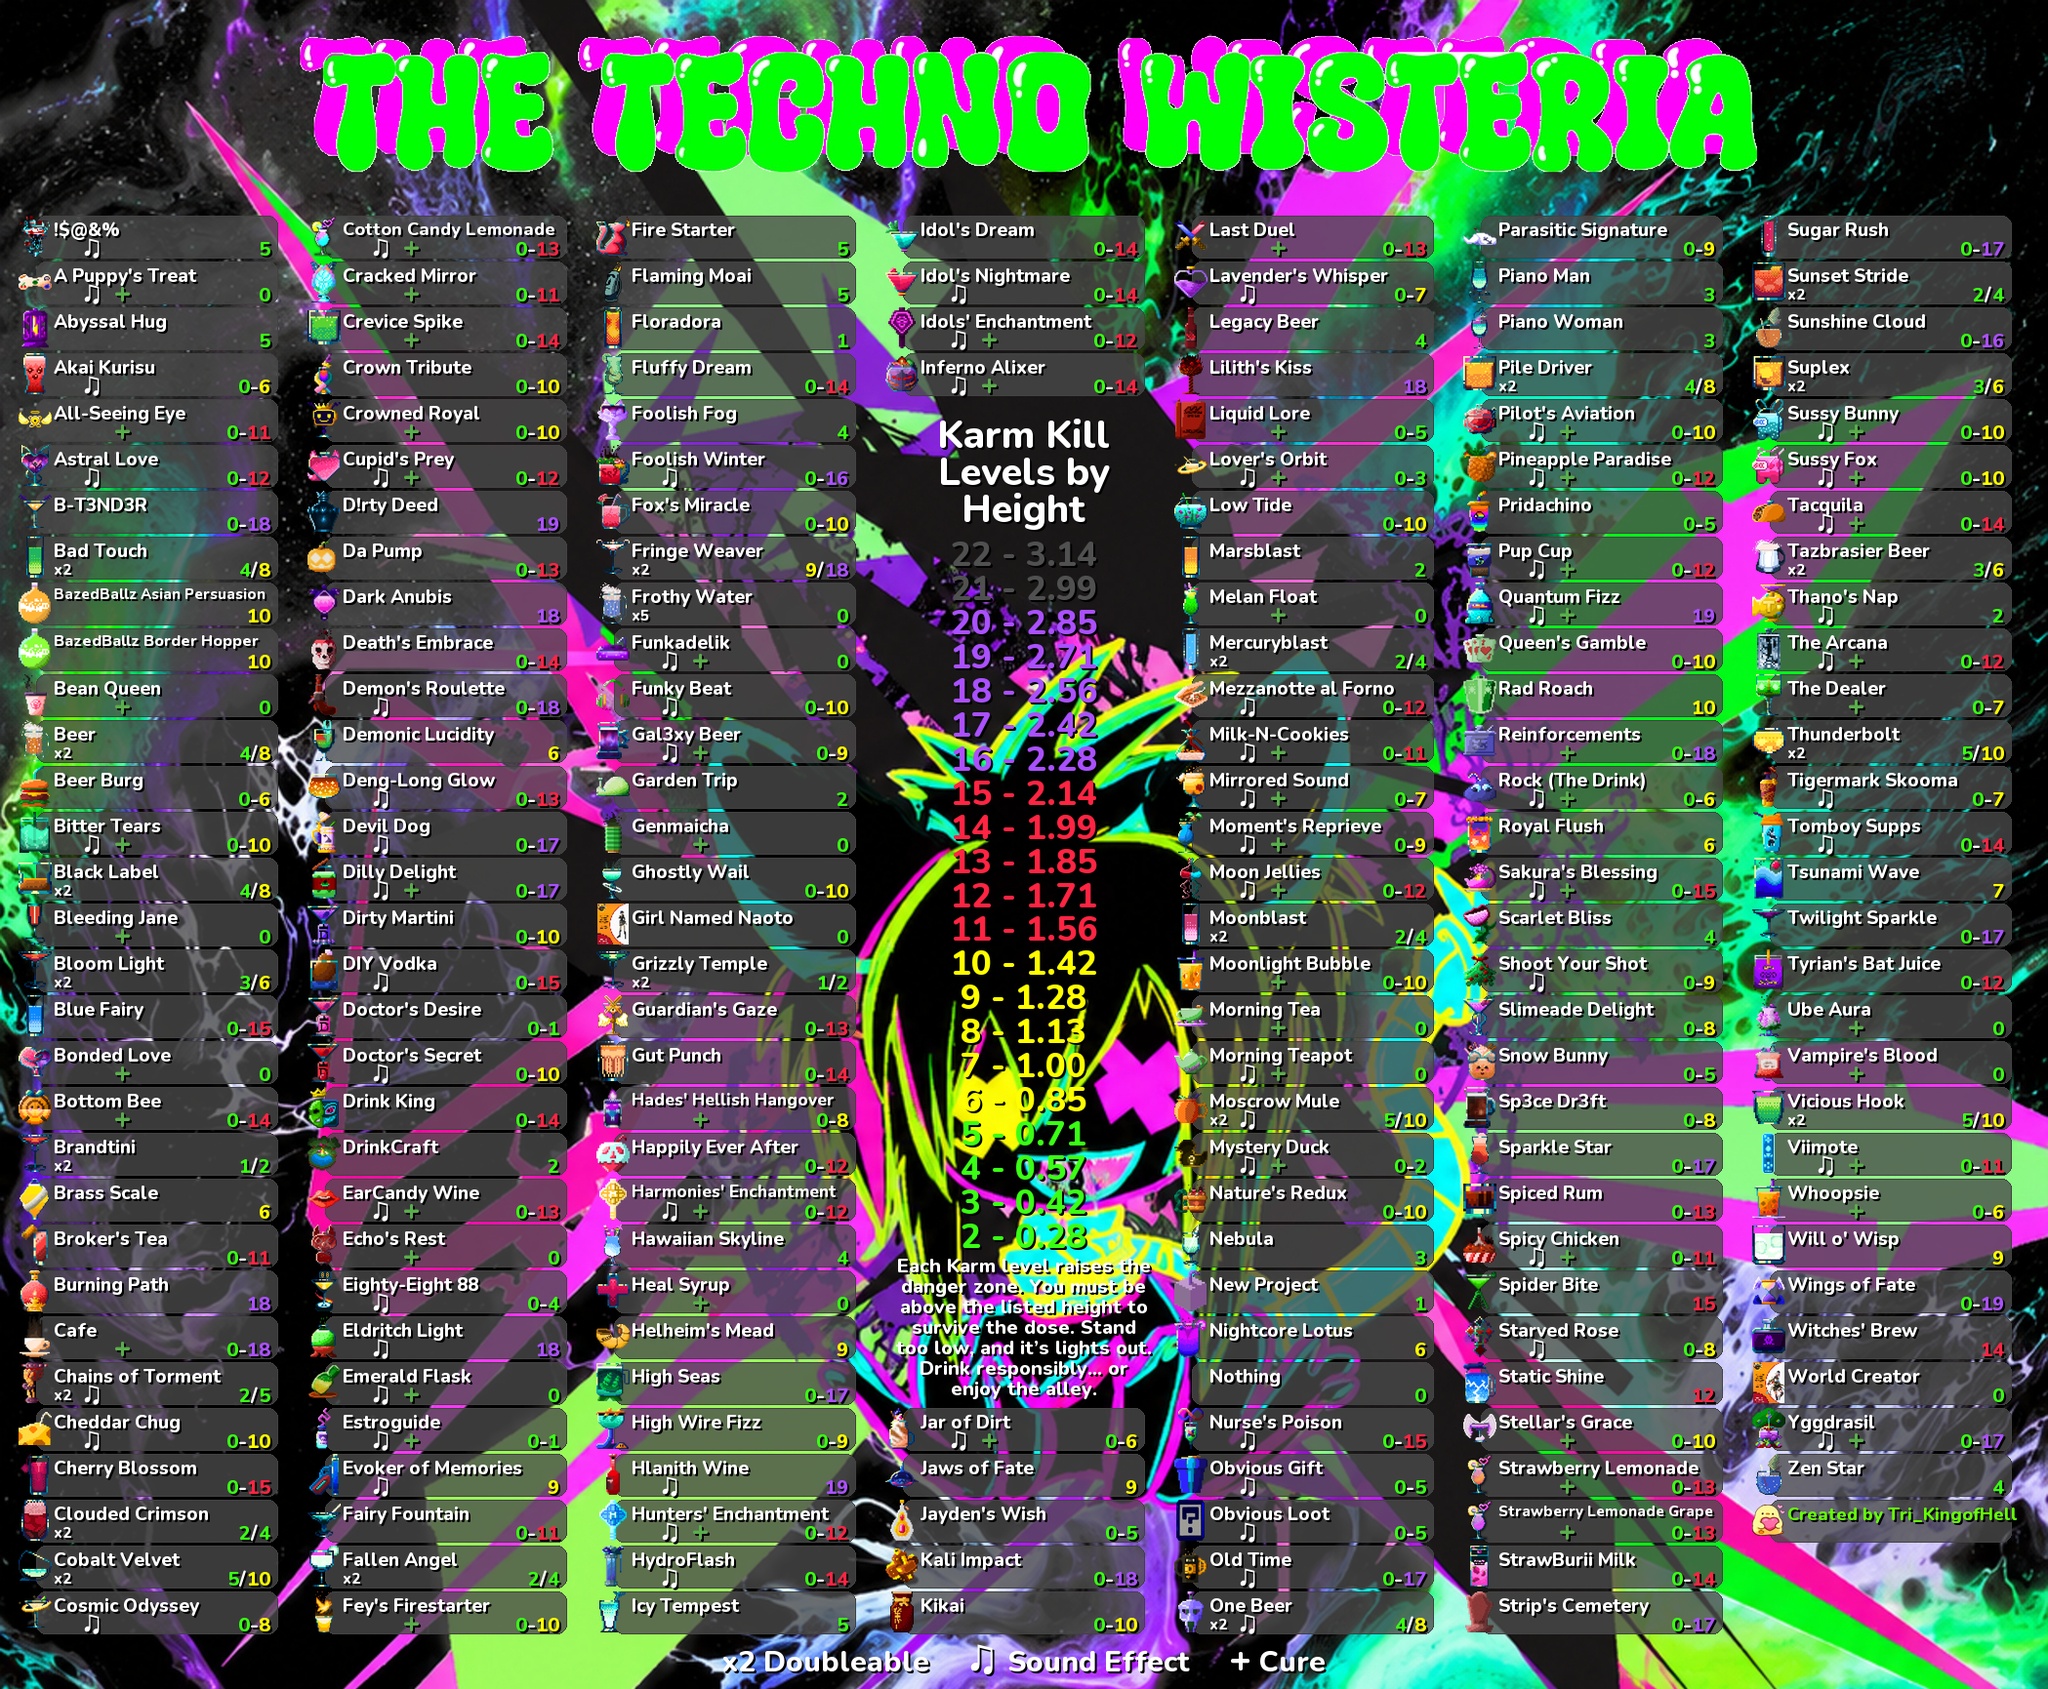 THE TECHNO WISTERIA
!$@&%
♫ 5
A Puppy's Treat
♫ + 0
Abyssal Hug
5
Akai Kurisu
♫ 0-6
All-Seeing Eye
+ 0-11
Astral Love
♫ 0-12
B-T3ND3R
0-18
Bad Touch
x2 4/8
BazedBallz Asian Persuasion
10
BazedBallz Border Hopper
10
Bean Queen
+ 0
Beer
x2 4/8
Beer Burg
0-6
Bitter Tears
♫ + 0-10
Black Label
x2 4/8
Bleeding Jane
+ 0
Bloom Light
x2 3/6
Blue Fairy
0-15
Bonded Love
+ 0
Bottom Bee
+ 0-14
Brandtini
x2 1/2
Brass Scale
6
Broker's Tea
0-11
Burning Path
18
Cafe
+ 0-18
Chains of Torment
x2 ♫ 2/5
Cheddar Chug
♫ 0-10
Cherry Blossom
0-15
Clouded Crimson
x2 2/4
Cobalt Velvet
x2 5/10
Cosmic Odyssey
♫ 0-8
Cotton Candy Lemonade
♫ + 0-13
Cracked Mirror
+ 0-11
Crevice Spike
+ 0-14
Crown Tribute
0-10
Crowned Royal
+ 0-10
Cupid's Prey
♫ + 0-12
D!rty Deed
19
Da Pump
0-13
Dark Anubis
18
Death's Embrace
0-14
Demon's Roulette
♫ 0-18
Demonic Lucidity
6
Deng-Long Glow
♫ 0-13
Devil Dog
♫ 0-17
Dilly Delight
♫ + 0-17
Dirty Martini
0-10
DIY Vodka
♫ 0-15
Doctor's Desire
0-1
Doctor's Secret
♫ 0-10
Drink King
0-14
DrinkCraft
2
EarCandy Wine
♫ + 0-13
Echo's Rest
+ 0
Eighty-Eight 88
♫ 0-4
Eldritch Light
♫ 18
Emerald Flask
♫ + 0
Estroguide
♫ + 0-1
Evoker of Memories
♫ 9
Fairy Fountain
0-11
Fallen Angel
x2 2/4
Fey's Firestarter
+ 0-10
Fire Starter
5
Flaming Moai
5
Floradora
1
Fluffy Dream
0-14
Foolish Fog
4
Foolish Winter
♫ 0-16
Fox's Miracle
0-10
Fringe Weaver
x2 9/18
Frothy Water
x5 0
Funkadelik
♫ + 0
Funky Beat
♫ 0-10
Gal3xy Beer
♫ + 0-9
Garden Trip
2
Genmaicha
+ 0
Ghostly Wail
0-10
Girl Named Naoto
0
Grizzly Temple
x2 1/2
Guardian's Gaze
0-13
Gut Punch
0-14
Hades' Hellish Hangover
+ 0-8
Happily Ever After
0-12
Harmonies' Enchantment
♫ + 0-12
Hawaiian Skyline
4
Heal Syrup
+ 0
Helheim's Mead
9
High Seas
0-17
High Wire Fizz
0-9
Hlanith Wine
♫ 19
Hunters' Enchantment
♫ + 0-12
HydroFlash
♫ 0-14
Icy Tempest
5
Idol's Dream
0-14
Idol's Nightmare
♫ 0-14
Idols' Enchantment
♫ + 0-12
Inferno Alixer
♫ + 0-14
Karm Kill
Levels by
Height
22 - 3.14
21 - 2.99
20 - 2.85
19 - 2.71
18 - 2.56
17 - 2.42
16 - 2.28
15 - 2.14
14 - 1.99
13 - 1.85
12 - 1.71
11 - 1.56
10 - 1.42
9 - 1.28
8 - 1.13
7 - 1.00
6 - 0.85
5 - 0.71
4 - 0.57
3 - 0.42
2 - 0.28
Each Karm level raises the
danger zone. You must be
above the listed height to
survive the dose. Stand
too low, and it's lights out.
Drink responsibly... or
enjoy the alley.
Jar of Dirt
♫ + 0-6
Jaws of Fate
9
Jayden's Wish
0-5
Kali Impact
0-18
Kikai
0-10
Last Duel
+ 0-13
Lavender's Whisper
♫ 0-7
Legacy Beer
4
Lilith's Kiss
18
Liquid Lore
0-5
Lover's Orbit
♫ + 0-3
Low Tide
0-10
Marsblast
2
Melan Float
+ 0
Mercuryblast
x2 2/4
Mezzanotte al Forno
♫ 0-12
Milk-N-Cookies
♫ + 0-11
Mirrored Sound
♫ + 0-7
Moment's Reprieve
♫ + 0-9
Moon Jellies
♫ + 0-12
Moonblast
x2 2/4
Moonlight Bubble
+ 0-10
Morning Tea
+ 0
Morning Teapot
♫ + 0
Moscrow Mule
x2 ♫ 5/10
Mystery Duck
♫ + 0-2
Nature's Redux
0-10
Nebula
3
New Project
1
Nightcore Lotus
6
Nothing
0
Nurse's Poison
♫ 0-15
Obvious Gift
♫ 0-5
Obvious Loot
♫ 0-5
Old Time
♫ 0-17
One Beer
x2 ♫ 4/8
Parasitic Signature
0-9
Piano Man
3
Piano Woman
3
Pile Driver
x2 4/8
Pilot's Aviation
♫ + 0-10
Pineapple Paradise
♫ + 0-12
Pridachino
0-5
Pup Cup
♫ + 0-12
Quantum Fizz
♫ + 19
Queen's Gamble
0-10
Rad Roach
10
Reinforcements
+ 0-18
Rock (The Drink)
♫ + 0-6
Royal Flush
6
Sakura's Blessing
♫ + 0-15
Scarlet Bliss
4
Shoot Your Shot
♫ 0-9
Slimeade Delight
0-8
Snow Bunny
0-5
Sp3ce Dr3ft
0-8
Sparkle Star
0-17
Spiced Rum
0-13
Spicy Chicken
♫ + 0-11
Spider Bite
15
Starved Rose
♫ 0-8
Static Shine
12
Stellar's Grace
+ 0-10
Strawberry Lemonade
+ 0-13
Strawberry Lemonade Grape
+ 0-13
StrawBurii Milk
0-14
Strip's Cemetery
0-17
Sugar Rush
0-17
Sunset Stride
x2 2/4
Sunshine Cloud
0-16
Suplex
x2 3/6
Sussy Bunny
♫ + 0-10
Sussy Fox
♫ + 0-10
Tacquila
♫ + 0-14
Tazbrasier Beer
x2 3/6
Thano's Nap
2
The Arcana
♫ + 0-12
The Dealer
+ 0-7
Thunderbolt
x2 5/10
Tigermark Skooma
♫ 0-7
Tomboy Supps
♫ 0-14
Tsunami Wave
7
Twilight Sparkle
0-17
Tyrian's Bat Juice
0-12
Ube Aura
+ 0
Vampire's Blood
+ 0
Vicious Hook
x2 5/10
Viimote
♫ + 0-11
Whoopsie
+ 0-6
Will o' Wisp
9
Wings of Fate
0-19
Witches' Brew
14
World Creator
0
Yggdrasil
♫ + 0-17
Zen Star
4
Created by Tri_KingofHell
x2 Doubleable ♫ Sound Effect + Cure